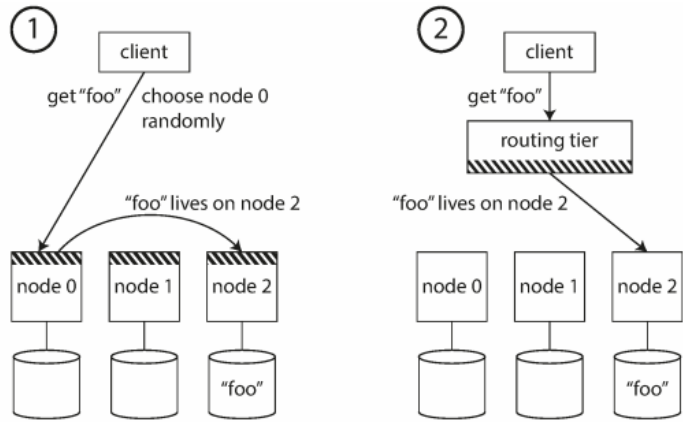 1
client
get “foo”
choose node 0
randomly
“foo” lives on node 2
node 0
node 1
node 2
“foo”
2
client
get “foo”
routing tier
“foo” lives on node 2
node 0
node 1
node 2
“foo”